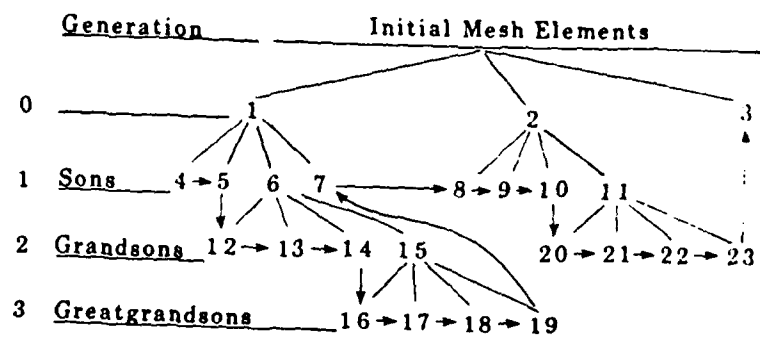 Generation Initial Mesh Elements
0 1 2 3
1 Sons 4 5 6 7 8 9 10 11
2 Grandsons 12 13 14 15 20 21 22 23
3 Greatgrandsons 16 17 18 19